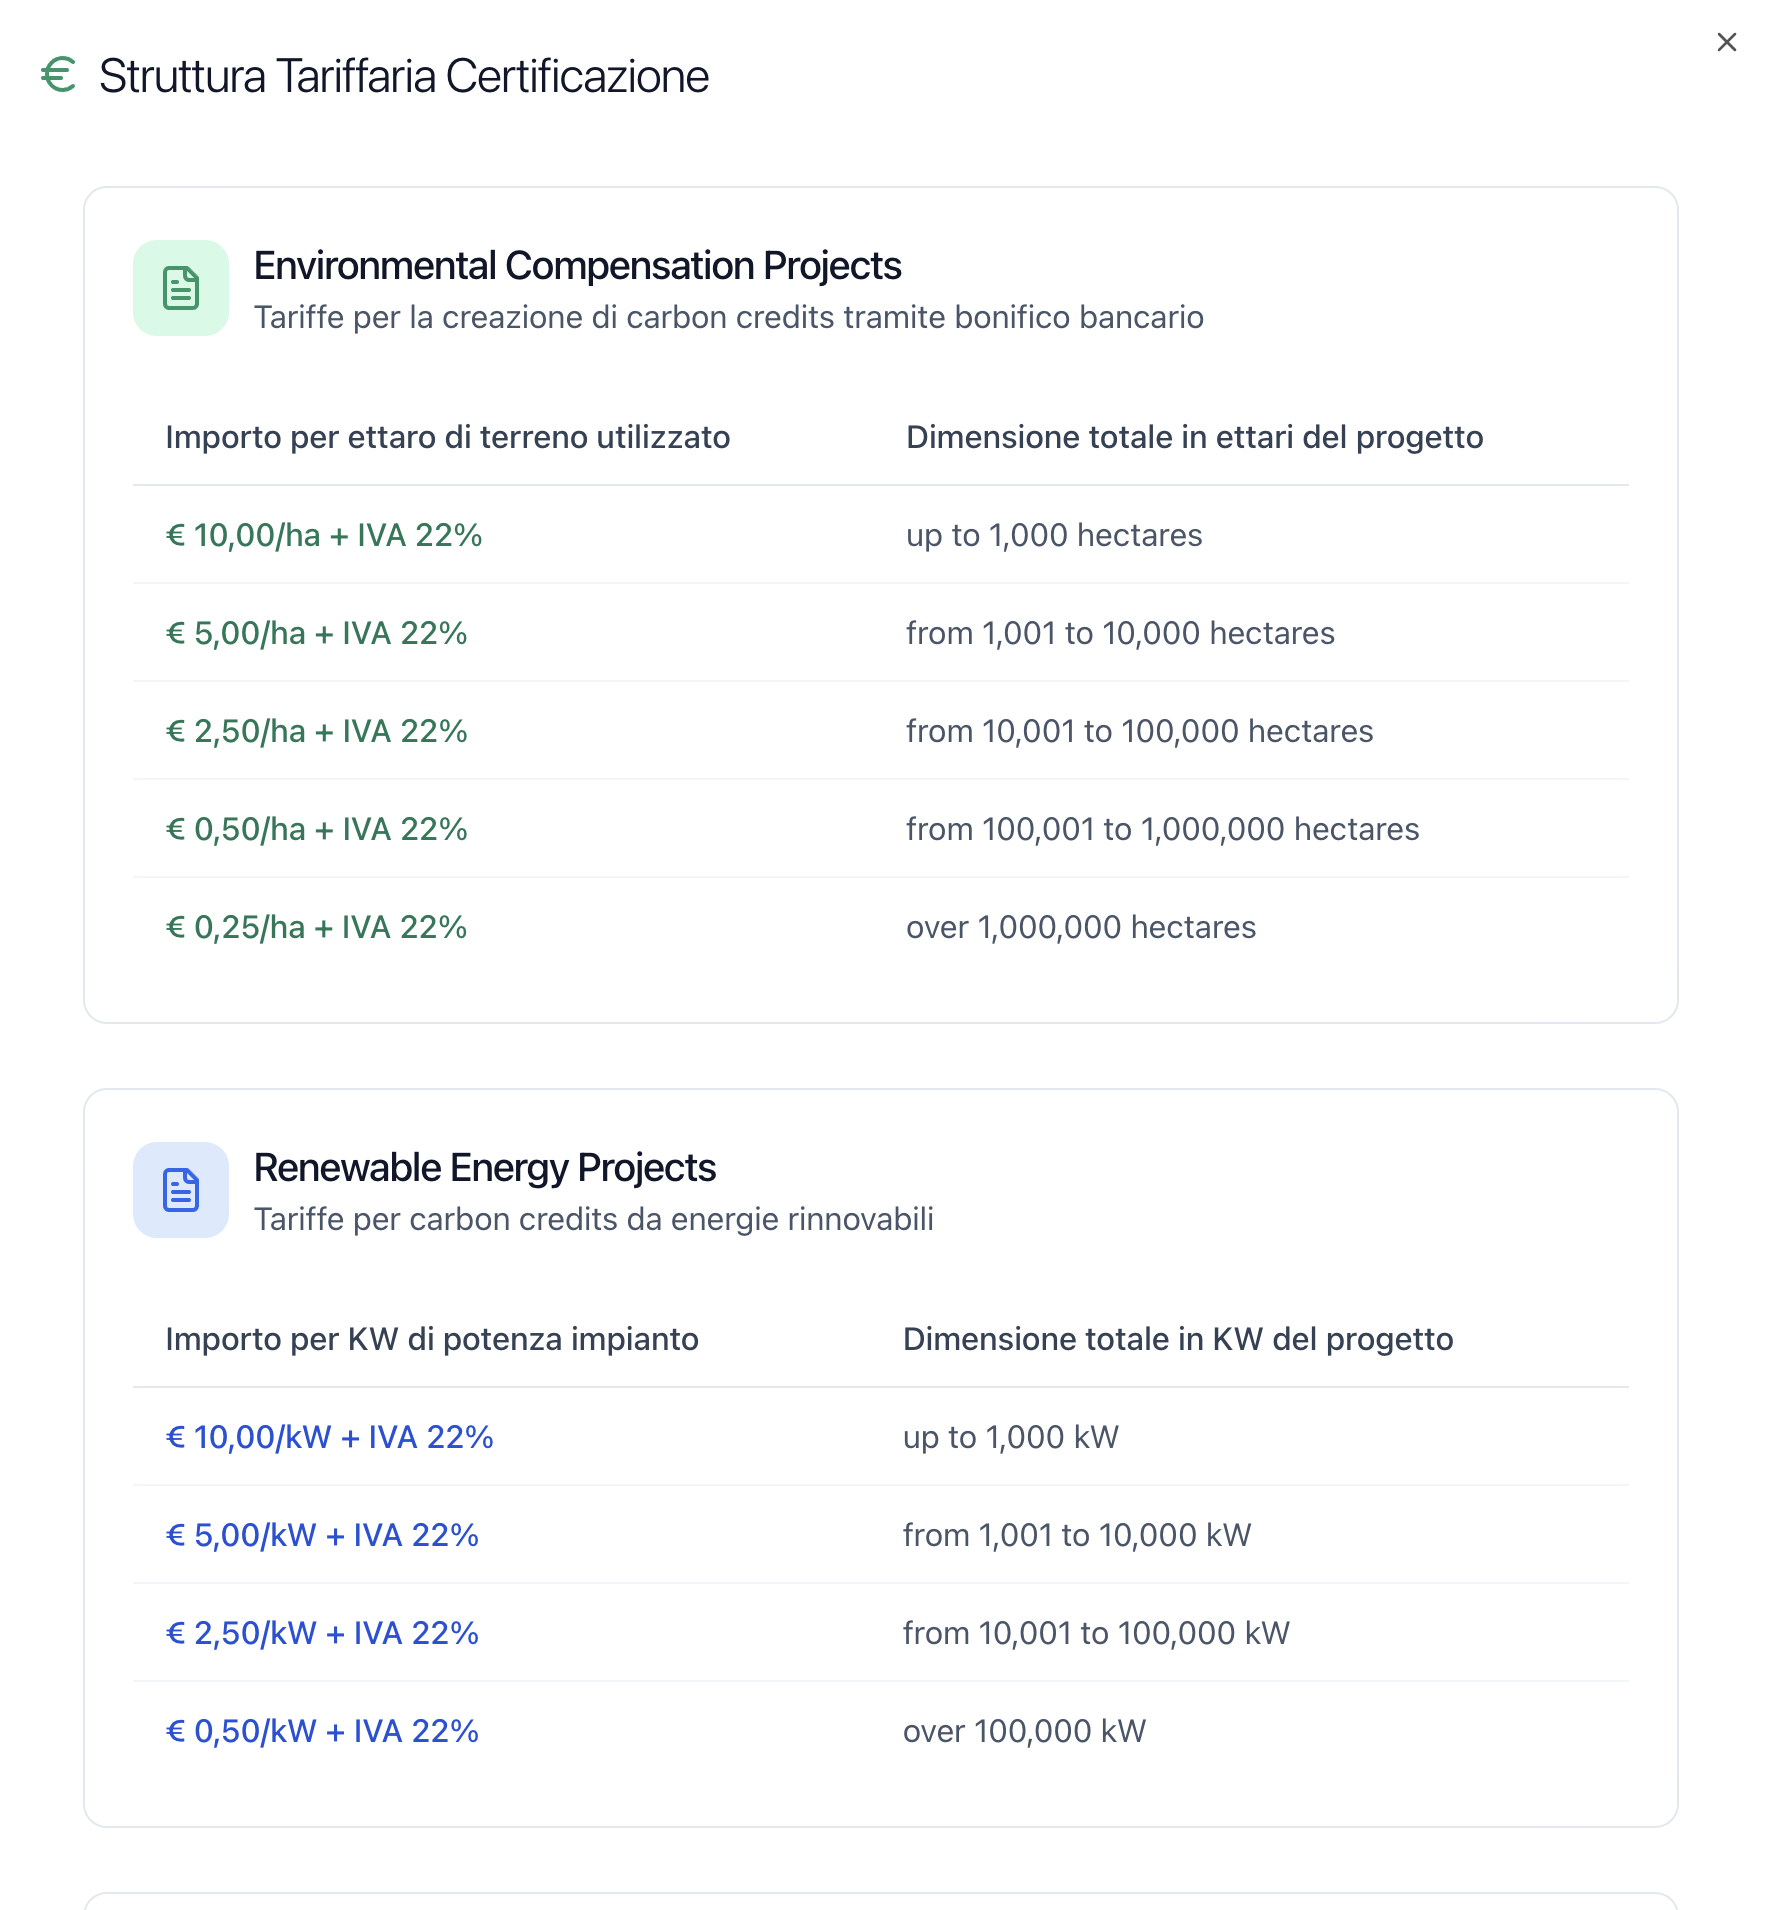 € Struttura Tariffaria Certificazione
Environmental Compensation Projects
Tariffe per la creazione di carbon credits tramite bonifico bancario
Importo per ettaro di terreno utilizzato Dimensione totale in ettari del progetto
€ 10,00/ha + IVA 22% up to 1,000 hectares
€ 5,00/ha + IVA 22% from 1,001 to 10,000 hectares
€ 2,50/ha + IVA 22% from 10,001 to 100,000 hectares
€ 0,50/ha + IVA 22% from 100,001 to 1,000,000 hectares
€ 0,25/ha + IVA 22% over 1,000,000 hectares
Renewable Energy Projects
Tariffe per carbon credits da energie rinnovabili
Importo per KW di potenza impianto Dimensione totale in KW del progetto
€ 10,00/kW + IVA 22% up to 1,000 kW
€ 5,00/kW + IVA 22% from 1,001 to 10,000 kW
€ 2,50/kW + IVA 22% from 10,001 to 100,000 kW
€ 0,50/kW + IVA 22% over 100,000 kW